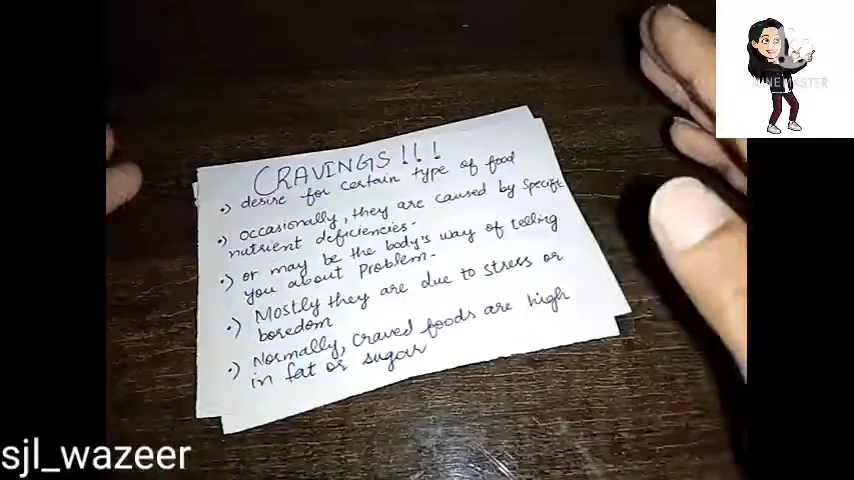 CRAVINGS!!!
•) desire for certain type of food
•) occasionally, they are caused by specific
nutrient deficiencies.
•) or may be the body's way of telling
you about Problem.
•) Mostly they are due to stress or
boredom
•) Normally, craved foods are high
in fat or sugar
KINEMASTER
sjl_wazeer